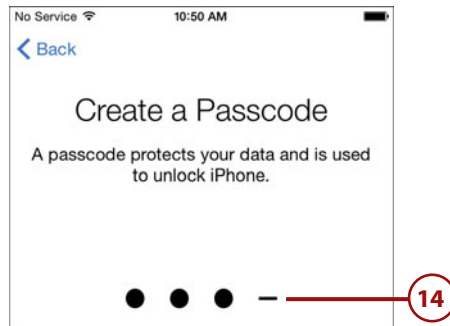 No Service 10:50 AM
Back
Create a Passcode
A passcode protects your data and is used
to unlock iPhone.
14